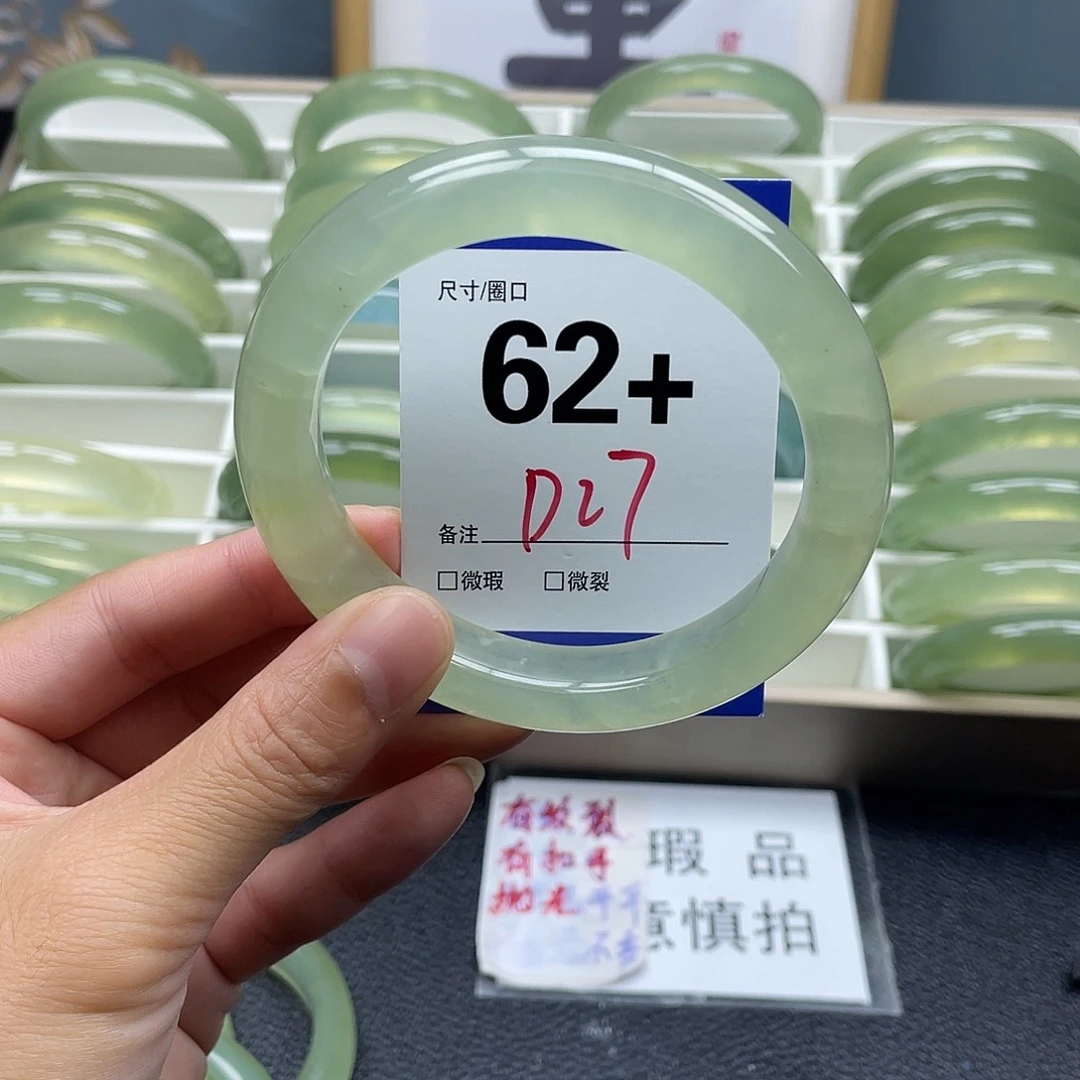 尺寸/圈口
62+
D27
备注
□微瑕 □微裂
有纹裂
有扣手
抛光
瑕 品
意慎拍